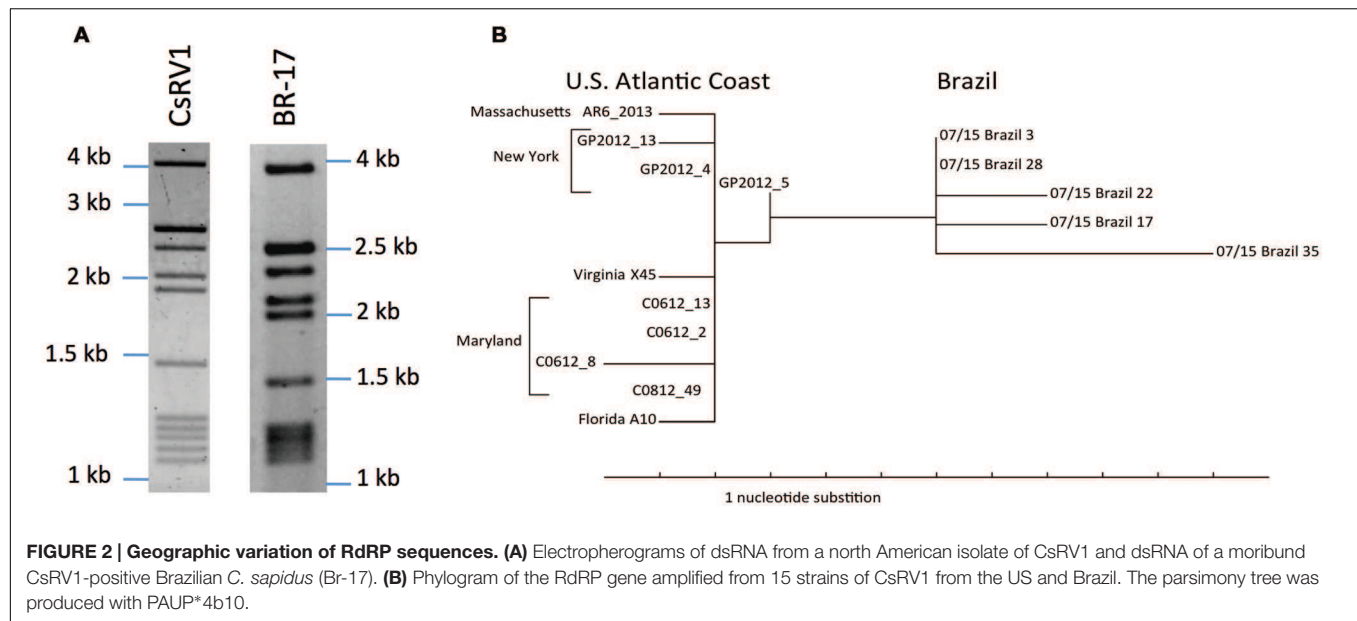 A
CsRV1
BR-17
4 kb
3 kb
2 kb
1.5 kb
1 kb
4 kb
2.5 kb
2 kb
1.5 kb
1 kb
B
U.S. Atlantic Coast
Brazil
Massachusetts AR6_2013
New York
GP2012_13
GP2012_4
GP2012_5
Virginia X45
Maryland
C0612_13
C0612_2
C0612_8
C0812_49
Florida A10
07/15 Brazil 3
07/15 Brazil 28
07/15 Brazil 22
07/15 Brazil 17
07/15 Brazil 35
1 nucleotide substition
FIGURE 2 | Geographic variation of RdRP sequences. (A) Electropherograms of dsRNA from a north American isolate of CsRV1 and dsRNA of a moribund
CsRV1-positive Brazilian C. sapidus (Br-17). (B) Phylogram of the RdRP gene amplified from 15 strains of CsRV1 from the US and Brazil. The parsimony tree was
produced with PAUP*4b10.